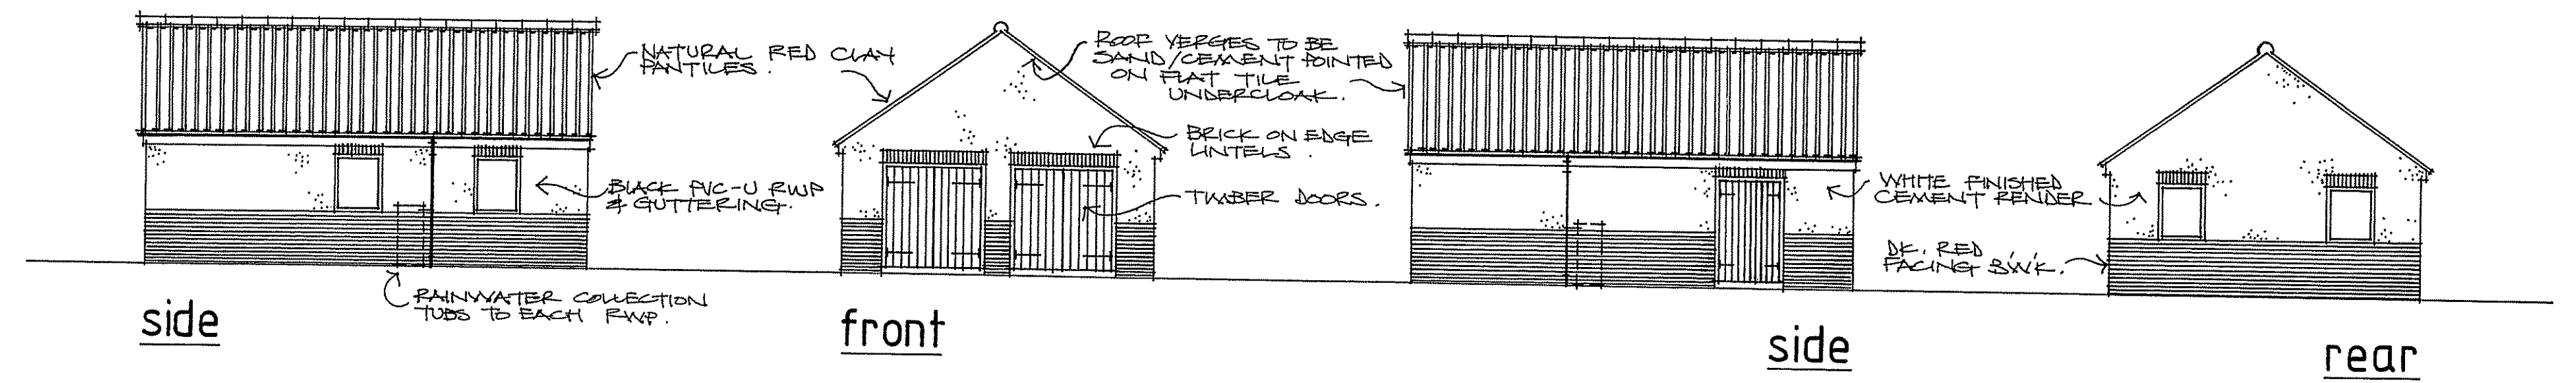 NATURAL RED CLAY
PANTILES.
ROOF VERGES TO BE
SAND/CEMENT POINTED
ON FLAT TILE
UNDERCLOAK.
BRICK ON EDGE
LINTELS.
BLACK PVC-U RWP
& GUTTERING.
TIMBER DOORS.
WHITE FINISHED
CEMENT RENDER
DK. RED
FACING B'W'K.
RAINWATER COLLECTION
TUBS TO EACH RWP.
side
front
side
rear